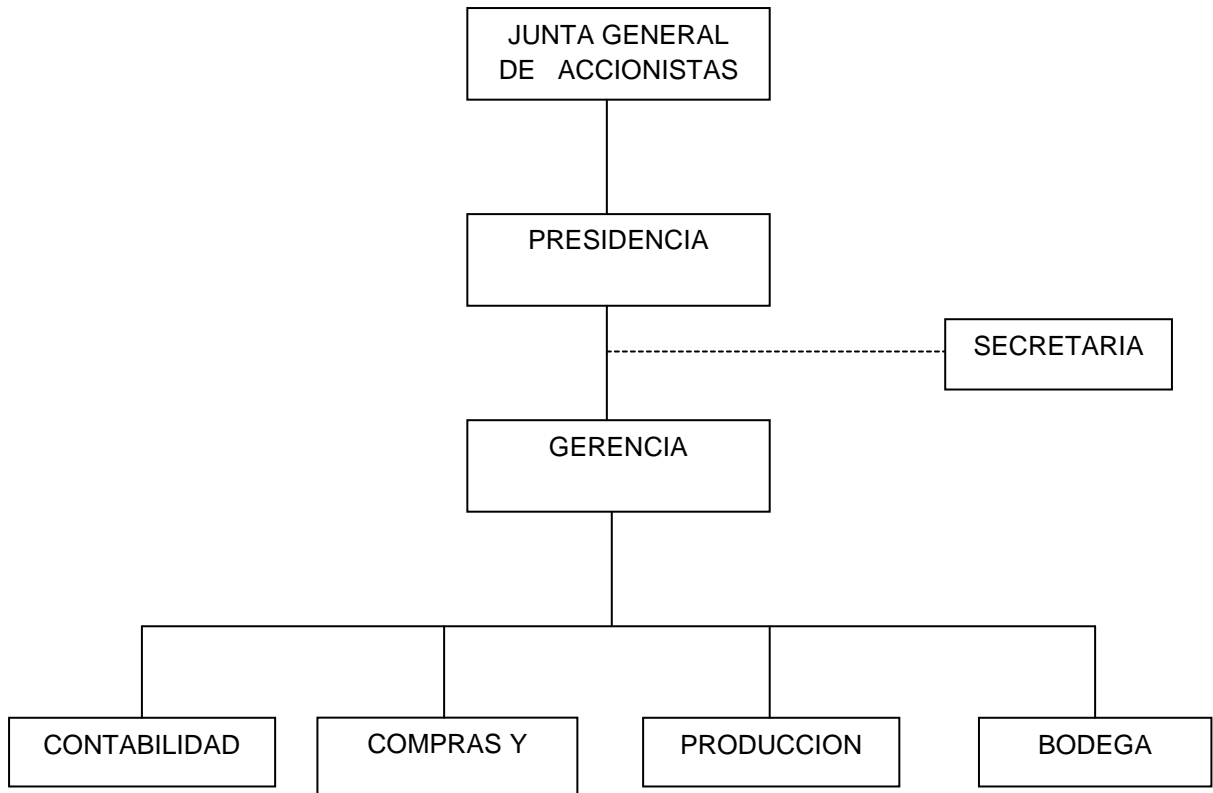 JUNTA GENERAL
DE ACCIONISTAS
PRESIDENCIA
SECRETARIA
GERENCIA
CONTABILIDAD
COMPRAS Y
PRODUCCION
BODEGA